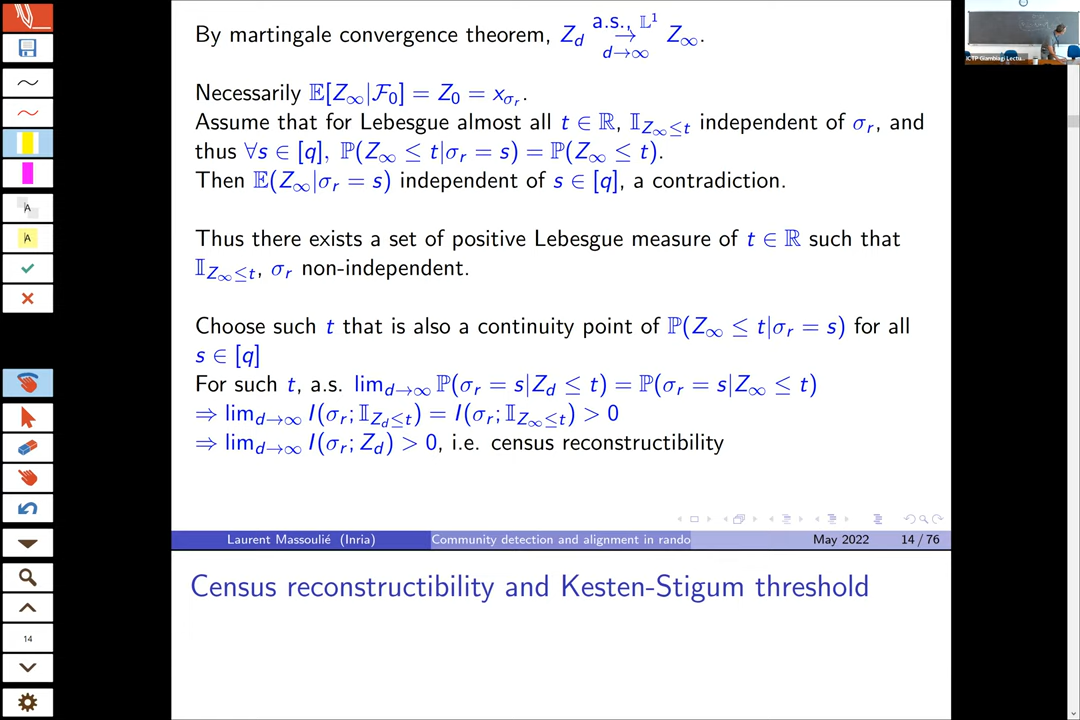 By martingale convergence theorem, Z_d →^{a.s., 𝕃¹}_{d→∞} Z_∞.
Necessarily 𝔼[Z_∞|ℱ_0] = Z_0 = x_{σ_r}.
Assume that for Lebesgue almost all t ∈ ℝ, 𝕀_{Z_∞≤t} independent of σ_r, and
thus ∀s ∈ [q], ℙ(Z_∞ ≤ t|σ_r = s) = ℙ(Z_∞ ≤ t).
Then 𝔼(Z_∞|σ_r = s) independent of s ∈ [q], a contradiction.
Thus there exists a set of positive Lebesgue measure of t ∈ ℝ such that
𝕀_{Z_∞≤t}, σ_r non-independent.
Choose such t that is also a continuity point of ℙ(Z_∞ ≤ t|σ_r = s) for all
s ∈ [q]
For such t, a.s. lim_{d→∞} ℙ(σ_r = s|Z_d ≤ t) = ℙ(σ_r = s|Z_∞ ≤ t)
⇒ lim_{d→∞} I(σ_r; 𝕀_{Z_d≤t}) = I(σ_r; 𝕀_{Z_∞≤t}) > 0
⇒ lim_{d→∞} I(σ_r; Z_d) > 0, i.e. census reconstructibility
Laurent Massoulié (Inria) Community detection and alignment in rando May 2022 14 / 76
Census reconstructibility and Kesten-Stigum threshold
14
A
A
ICTP Giambiagi Lectu